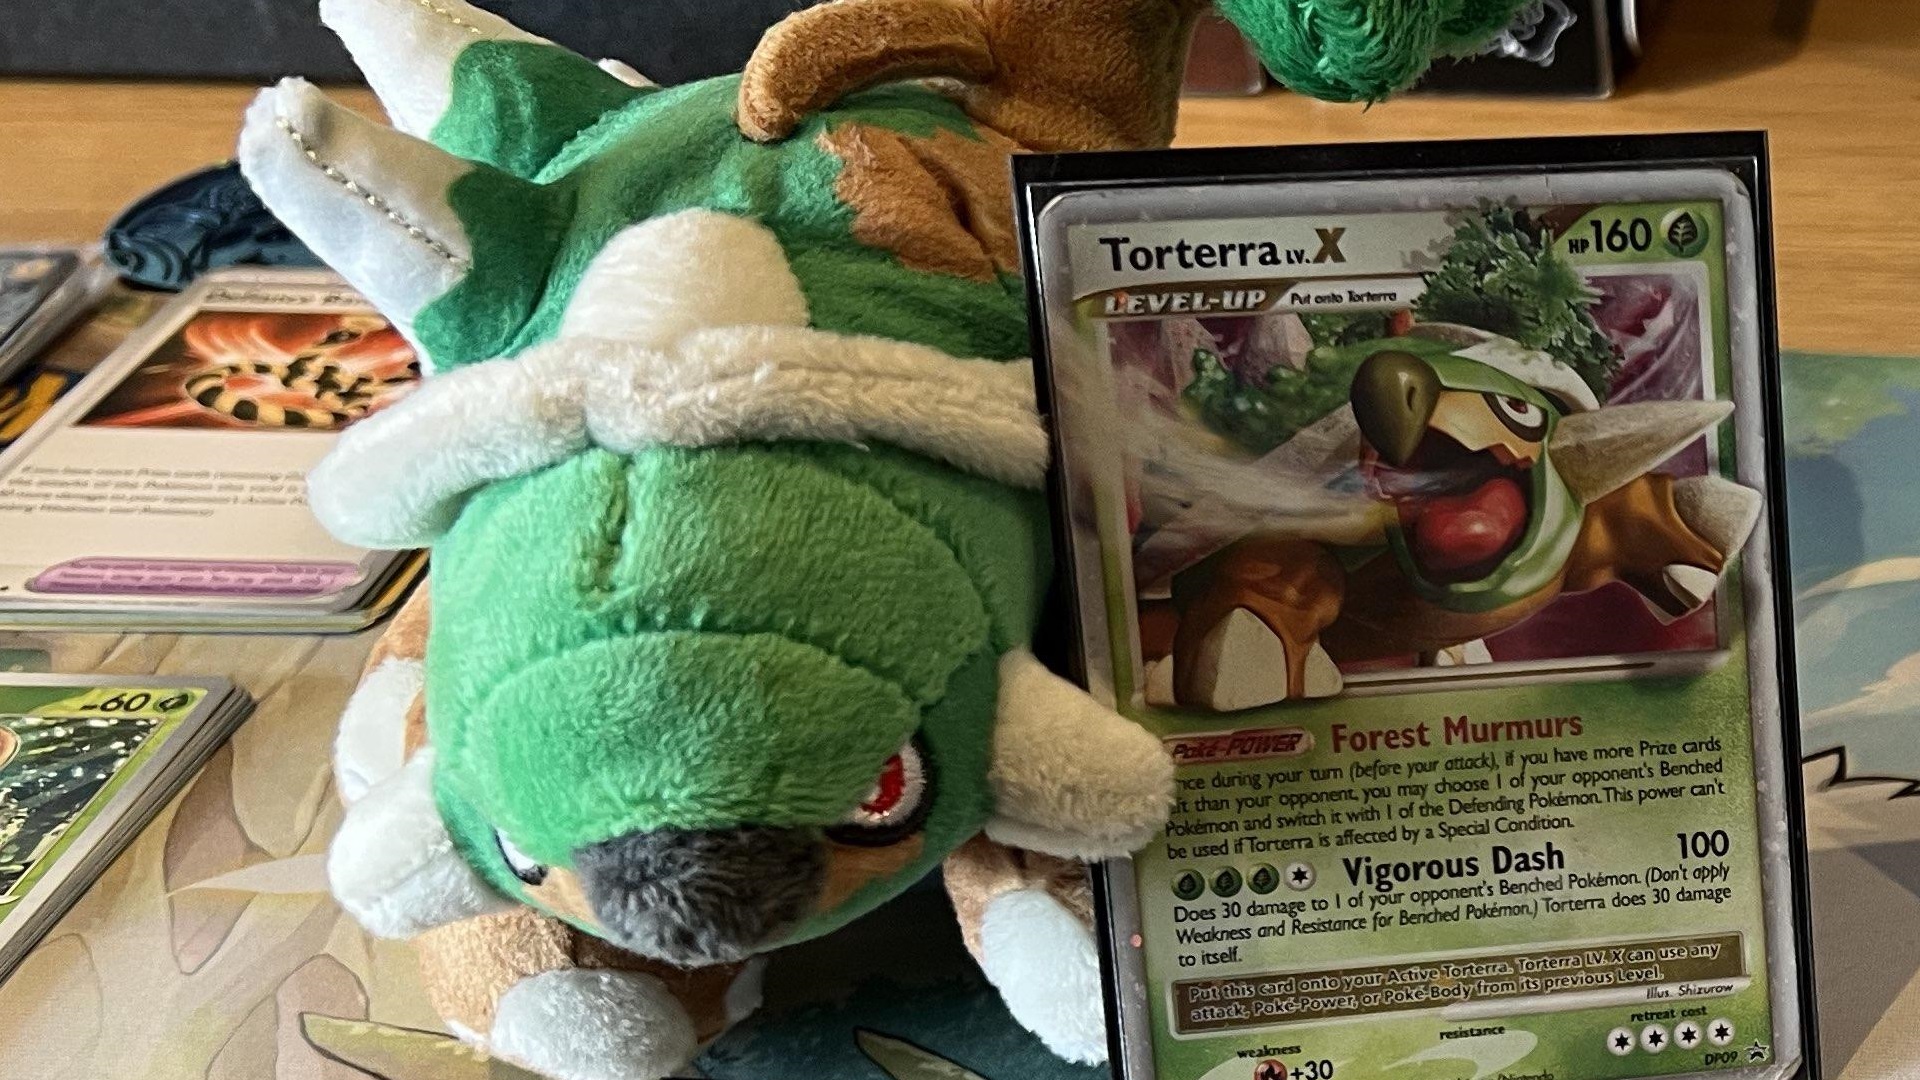 Torterra LV.X
HP 160
LEVEL-UP Put onto Torterra
Poké-POWER Forest Murmurs
nce during your turn (before your attack), if you have more Prize cards
ft than your opponent, you may choose 1 of your opponent's Benched
Pokémon and switch it with 1 of the Defending Pokémon. This power can't
be used if Torterra is affected by a Special Condition.
Vigorous Dash 100
Does 30 damage to 1 of your opponent's Benched Pokémon. (Don't apply
Weakness and Resistance for Benched Pokémon.) Torterra does 30 damage
to itself.
Put this card onto your Active Torterra. Torterra LV. X can use any
attack, Poké-Power, or Poké-Body from its previous Level.
Illus. Shizurow
weakness
+30
resistance
retreat cost
DP09
60